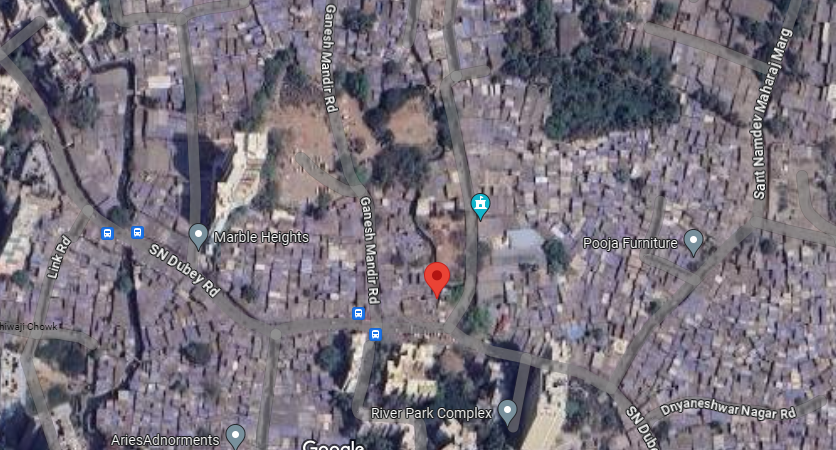 Ganesh Mandir Rd
Sant Namdev Maharaj Marg
Ganesh Mandir Rd
Marble Heights
Pooja Furniture
Link Rd
SN Dubey Rd
hiwaji Chowk
River Park Complex
Dnyaneshwar Nagar Rd
SN Dube
AriesAdnorments
Google